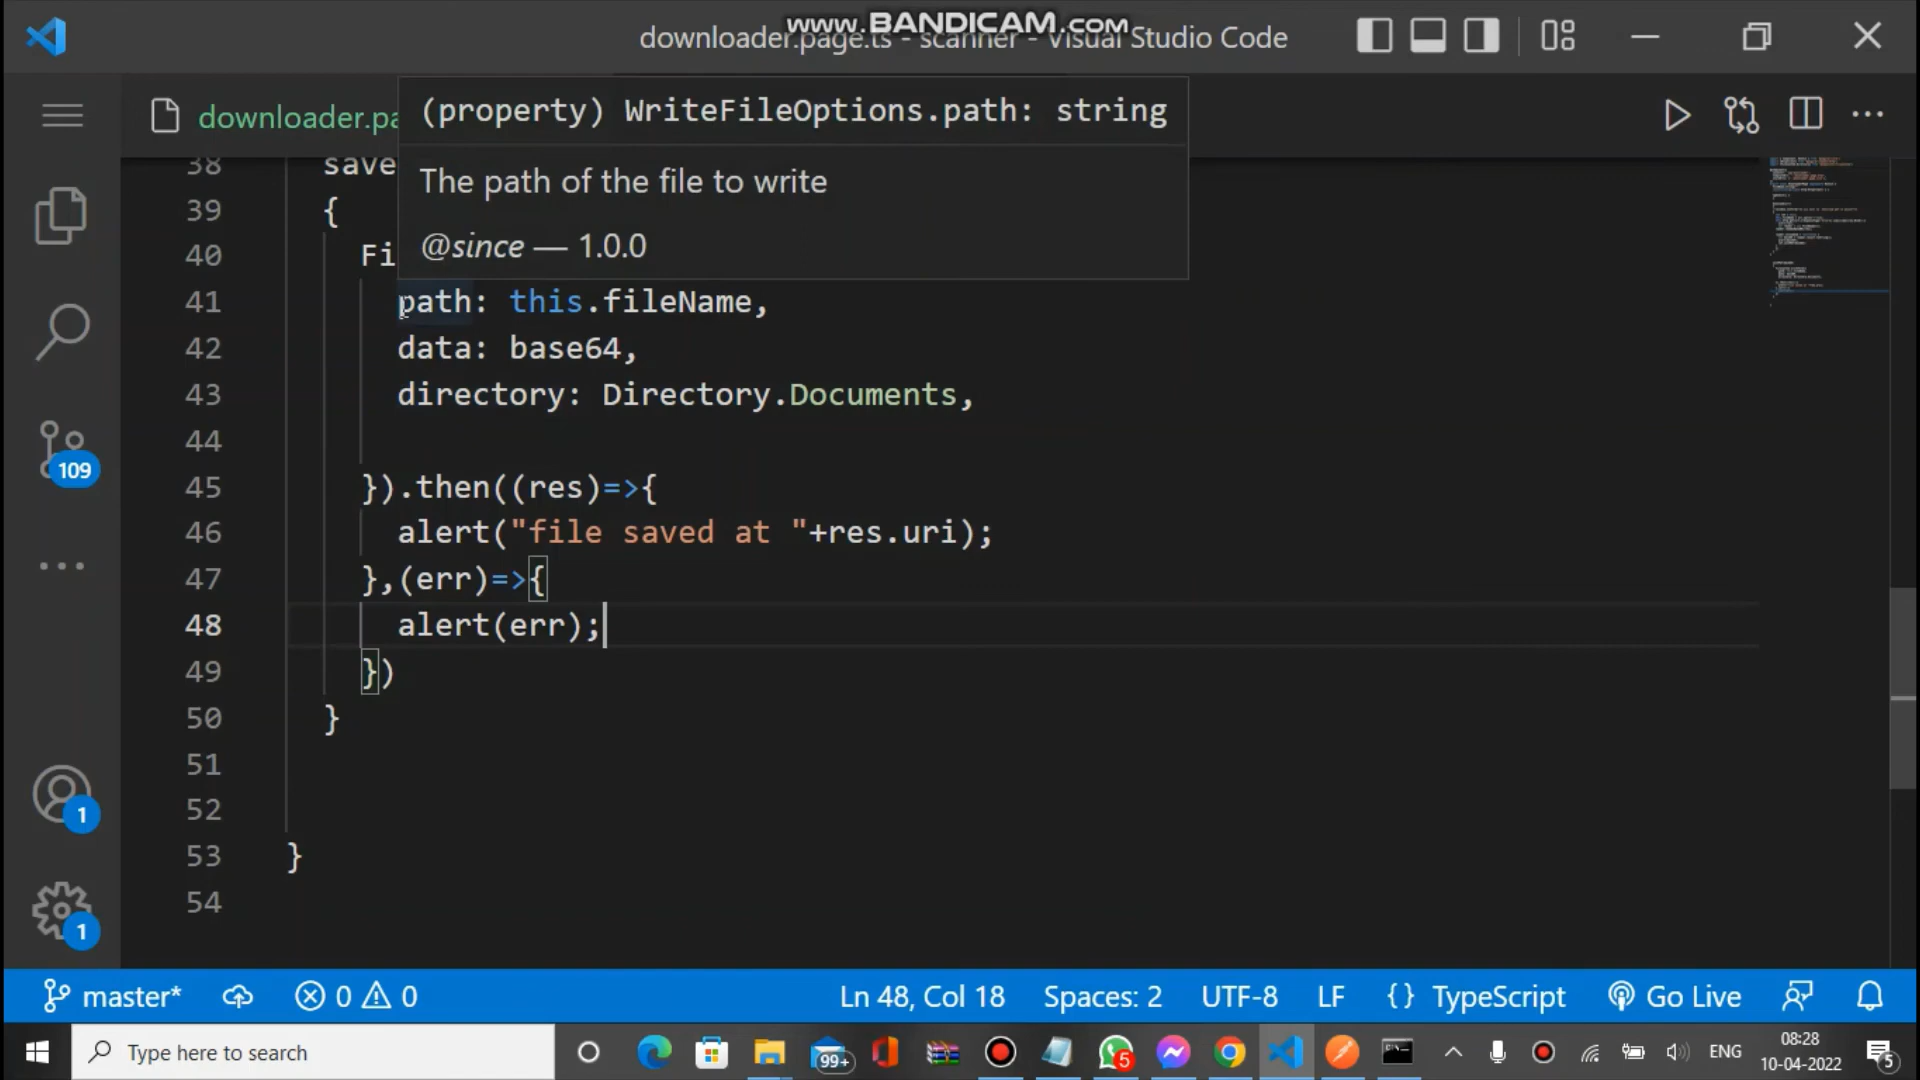 www.BANDICAM.com
downloader.page.ts - scanner - Visual Studio Code
downloader.pa
(property) WriteFileOptions.path: string
The path of the file to write
@since — 1.0.0
38 save
39 {
40 Fi
41 path: this.fileName,
42 data: base64,
43 directory: Directory.Documents,
44
45 }).then((res)=>{
46 alert("file saved at "+res.uri);
47 },(err)=>{
48 alert(err);
49 })
50 }
51
52
53 }
54
109
1
1
master* 0 0 Ln 48, Col 18 Spaces: 2 UTF-8 LF {} TypeScript Go Live
Type here to search 99+ 5 ENG 08:28 10-04-2022 5